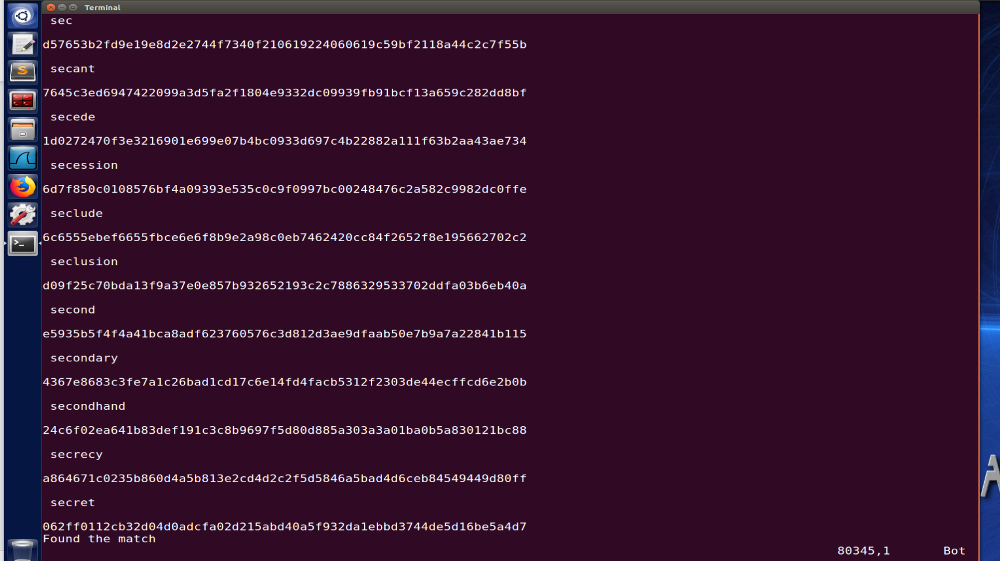 Terminal
sec
d57653b2fd9e19e8d2e2744f7340f210619224060619c59bf2118a44c2c7f55b
secant
7645c3ed6947422099a3d5fa2f1804e9332dc09939fb91bcf13a659c282dd8bf
secede
1d0272470f3e3216901e699e07b4bc0933d697c4b22882a111f63b2aa43ae734
secession
6d7f850c0108576bf4a09393e535c0c9f0997bc00248476c2a582c9982dc0ffe
seclude
6c6555ebef6655fbce6e6f8b9e2a98c0eb7462420cc84f2652f8e195662702c2
seclusion
d09f25c70bda13f9a37e0e857b932652193c2c7886329533702ddfa03b6eb40a
second
e5935b5f4f4a41bca8adf623760576c3d812d3ae9dfaab50e7b9a7a22841b115
secondary
4367e8683c3fe7a1c26bad1cd17c6e14fd4facb5312f2303de44ecffcd6e2b0b
secondhand
24c6f02ea641b83def191c3c8b9697f5d80d885a303a3a01ba0b5a830121bc88
secrecy
a864671c0235b860d4a5b813e2cd4d2c2f5d5846a5bad4d6ceb84549449d80ff
secret
062ff0112cb32d04d0adcfa02d215abd40a5f932da1ebbd3744de5d16be5a4d7
Found the match
80345,1 Bot